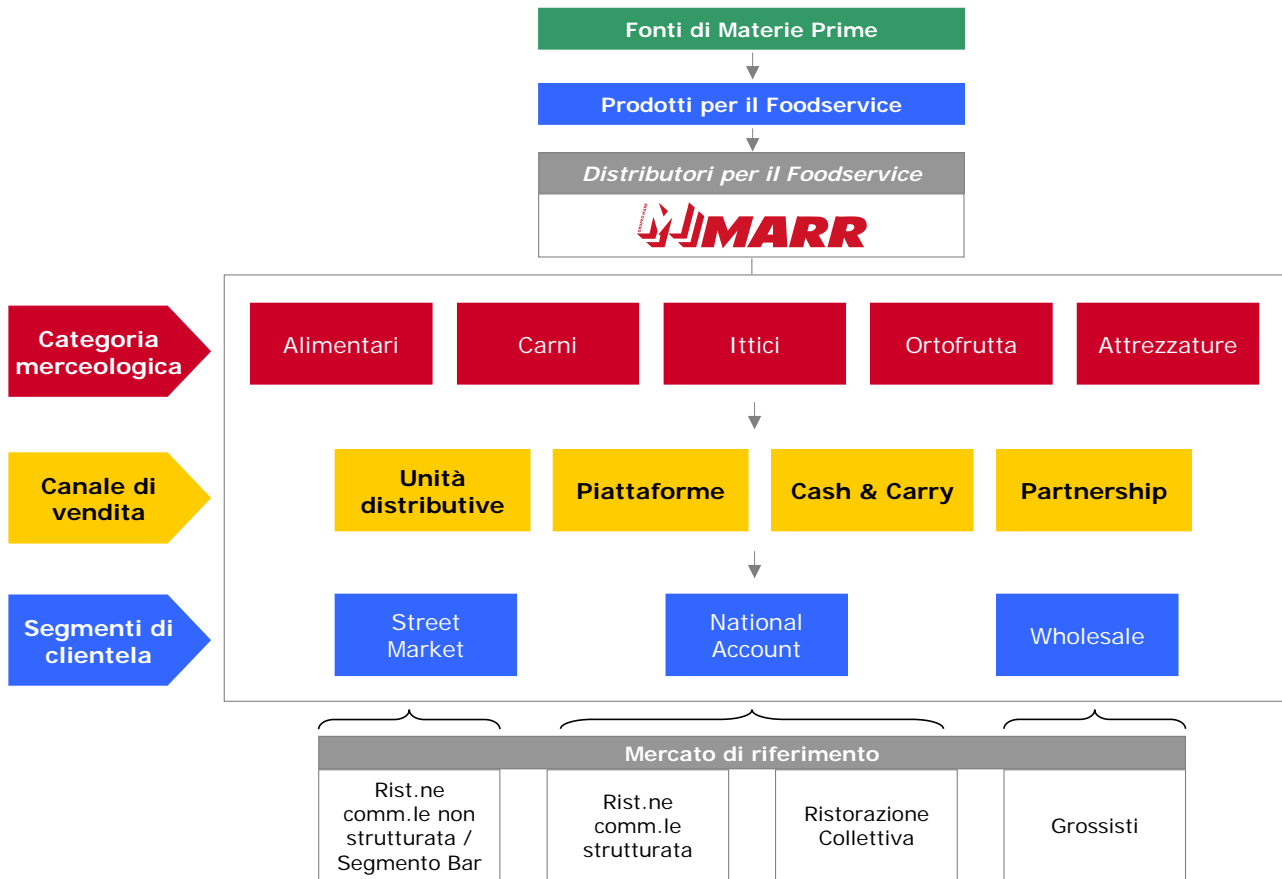 Fonti di Materie Prime
Prodotti per il Foodservice
Distributori per il Foodservice
MARR
Categoria
merceologica
Alimentari
Carni
Ittici
Ortofrutta
Attrezzature
Canale di
vendita
Unità
distributive
Piattaforme
Cash & Carry
Partnership
Segmenti di
clientela
Street
Market
National
Account
Wholesale
Mercato di riferimento
Rist.ne
comm.le non
strutturata /
Segmento Bar
Rist.ne
comm.le
strutturata
Ristorazione
Collettiva
Grossisti